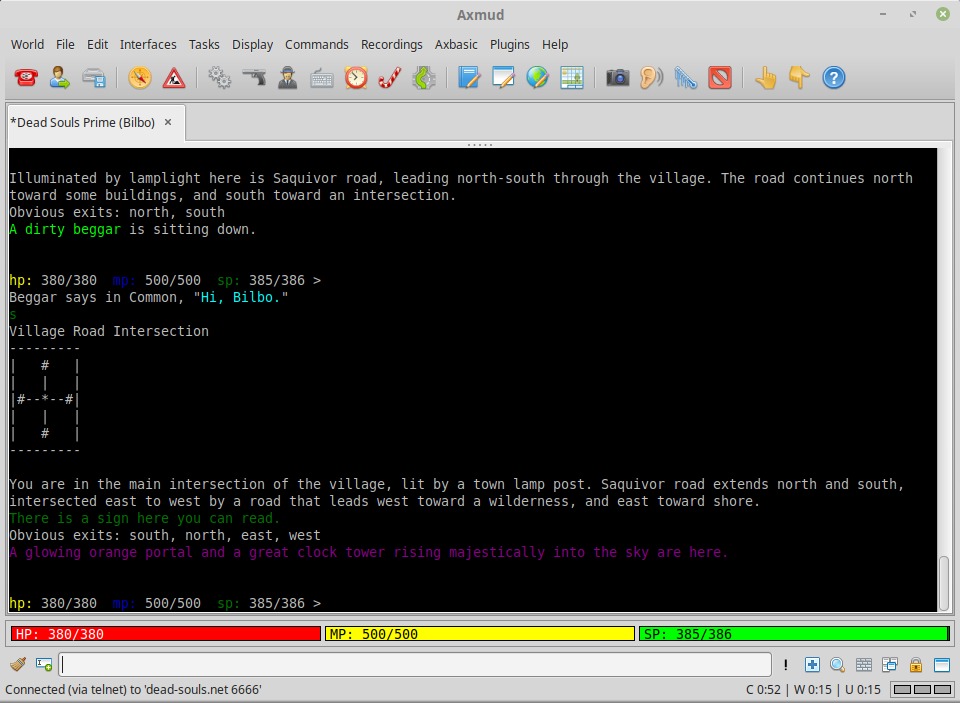 Axmud
World File Edit Interfaces Tasks Display Commands Recordings Axbasic Plugins Help
*Dead Souls Prime (Bilbo) ×
Illuminated by lamplight here is Saquivor road, leading north-south through the village. The road continues north
toward some buildings, and south toward an intersection.
Obvious exits: north, south
A dirty beggar is sitting down.
hp: 380/380  mp: 500/500  sp: 385/386 >
Beggar says in Common, "Hi, Bilbo."
s
Village Road Intersection
---------
|   #   |
|   |   |
|#--*--#|
|   |   |
|   #   |
---------
You are in the main intersection of the village, lit by a town lamp post. Saquivor road extends north and south,
intersected east to west by a road that leads west toward a wilderness, and east toward shore.
There is a sign here you can read.
Obvious exits: south, north, east, west
A glowing orange portal and a great clock tower rising majestically into the sky are here.
hp: 380/380  mp: 500/500  sp: 385/386 >
HP: 380/380 MP: 500/500 SP: 385/386
!
Connected (via telnet) to 'dead-souls.net 6666' C 0:52 | W 0:15 | U 0:15